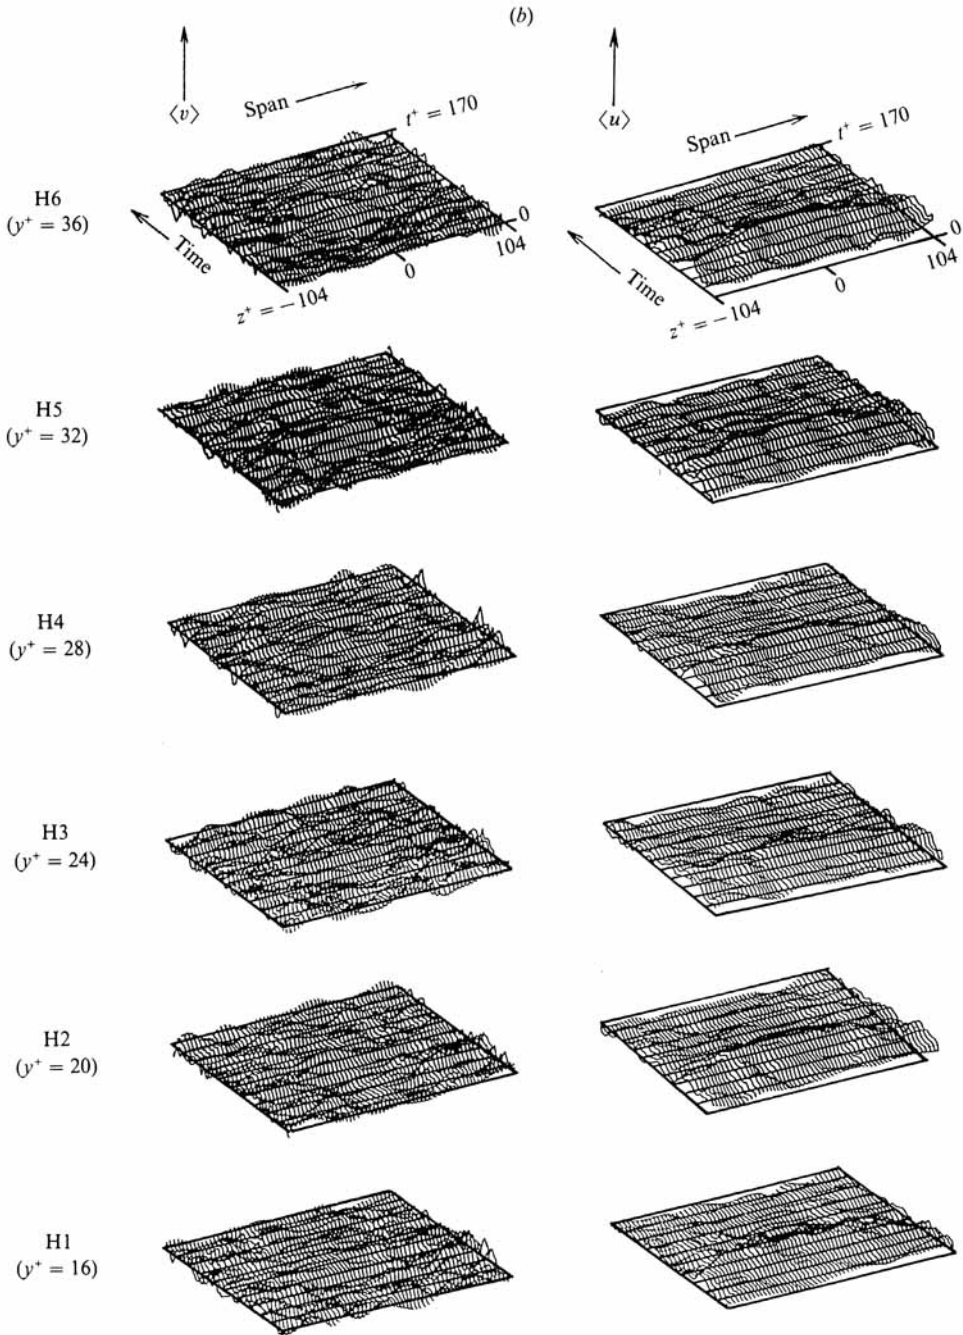 (b)
⟨v⟩
Span
t⁺ = 170
⟨u⟩
Span
t⁺ = 170
H6
(y⁺ = 36)
Time
z⁺ = −104
0
104
0
Time
z⁺ = −104
0
104
0
H5
(y⁺ = 32)
H4
(y⁺ = 28)
H3
(y⁺ = 24)
H2
(y⁺ = 20)
H1
(y⁺ = 16)